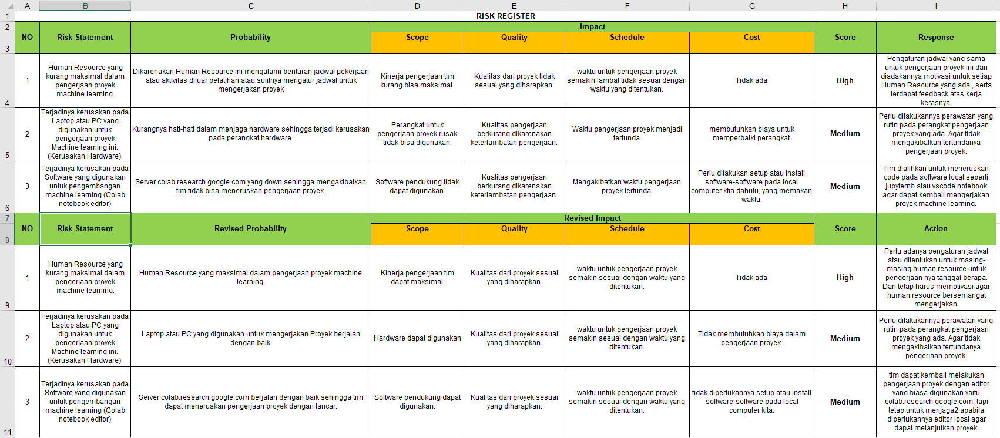 A B C D E F G H I
1 RISK REGISTER
2 Impact
NO Risk Statement Probability Scope Quality Schedule Cost Score Response
3
Human Resource yang
kurang maksimal dalam
pengerjaan proyek
machine learning.
Dikarenakan Human Resource ini mengalami benturan jadwal pekerjaan
atau aktivitas diluar pelatihan atau sulitnya mengatur jadwal untuk
mengerjakan proyek
Kinerja pengerjaan tim
kurang bisa maksimal.
Kualitas dari proyek tidak
sesuai yang diharapkan.
waktu untuk pengerjaan proyek
semakin lambat tidak sesuai dengan
waktu yang ditentukan.
Tidak ada
High
Pengaturan jadwal yang sama
untuk pengerjaan proyek ini dan
diadakannya motivasi untuk setiap
Human Resource yang ada , serta
terdapat feedback atas kerja
kerasnya.
1
4
Terjadinya kerusakan pada
Laptop atau PC yang
digunakan untuk
pengerjaan proyek
Machine learning ini.
(Kerusakan Hardware).
Kurangnya hati-hati dalam menjaga hardware sehingga terjadi kerusakan
pada perangkat hardware.
Perangkat untuk
pengerjaan proyek rusak
tidak bisa digunakan.
Kualitas pengerjaan
berkurang dikarenakan
keterlambatan pengerjaan.
Waktu pengerjaan proyek menjadi
tertunda.
membutuhkan biaya untuk
memperbaiki perangkat.
Medium
Perlu dilakukannya perawatan yang
rutin pada perangkat pengerjaan
proyek yang ada. Agar tidak
mengakibatkan tertundanya
pengerjaan proyek.
2
5
Terjadinya kerusakan pada
Software yang digunakan
untuk pengembangan
machine learning (Colab
notebook editor)
Server colab.research.google.com yang down sehingga mengakibatkan
tim tidak bisa meneruskan pengerjaan proyek.
Software pendukung tidak
dapat digunakan.
Kualitas pengerjaan
berkurang dikarenakan
keterlambatan pengerjaan.
Mengakibatkan waktu pengerjaan
proyek tertunda.
Perlu dilakukan setup atau install
software-software pada local
computer ktia dahulu, yang memakan
waktu.
Medium
Tim dialihkan untuk meneruskan
code pada software local seperti
jupyternb atau vscode notebook
agar dapat kembali mengerjakan
proyek machine learning.
3
6
7 Revised Impact
NO Risk Statement Revised Probability Scope Quality Schedule Cost Score Action
8
Human Resource yang
kurang maksimal dalam
pengerjaan proyek
machine learning.
Human Resource yang maksimal dalam pengerjaan proyek machine
learning.
Kinerja pengerjaan tim
dapat maksimal.
Kualitas dari proyek sesuai
yang diharapkan.
waktu untuk pengerjaan proyek
semakin sesuai dengan waktu yang
ditentukan.
Tidak ada
High
Perlu adanya pengaturan jadwal
atau ditentukan untuk masing-
masing human resource untuk
pengerjaan nya tanggal berapa.
Dan tetap harus memotivasi agar
human resource bersemangat
mengerjakan.
1
9
Terjadinya kerusakan pada
Laptop atau PC yang
digunakan untuk
pengerjaan proyek
Machine learning ini.
(Kerusakan Hardware).
Laptop atau PC yang digunakan untuk mengerjakan Proyek berjalan
dengan baik.
Hardware dapat digunakan
Kualitas dari proyek sesuai
yang diharapkan.
waktu untuk pengerjaan proyek
semakin sesuai dengan waktu yang
ditentukan.
Tidak membutuhkan biaya dalam
pengerjaan proyek.
Medium
Perlu dilakukannya perawatan yang
rutin pada perangkat pengerjaan
proyek yang ada. Agar tidak
mengakibatkan tertundanya
pengerjaan proyek.
2
10
Terjadinya kerusakan pada
Software yang digunakan
untuk pengembangan
machine learning (Colab
notebook editor)
Server colab.research.google.com berjalan dengan baik sehingga tim
dapat meneruskan pengerjaan proyek dengan lancar.
Software pendukung dapat
digunakan.
Kualitas dari proyek sesuai
yang diharapkan.
waktu untuk pengerjaan proyek
semakin sesuai dengan waktu yang
ditentukan.
tidak diperlukannya setup atau install
software-software pada local
computer kita.
Medium
tim dapat kembali melakukan
pengerjaan proyek dengan editor
yang biasa digunakan yaitu
colab.research.google.com, tapi
tetap untuk menjaga2 apabila
diperlukannya editor local agar
dapat melanjutkan proyek.
3
11